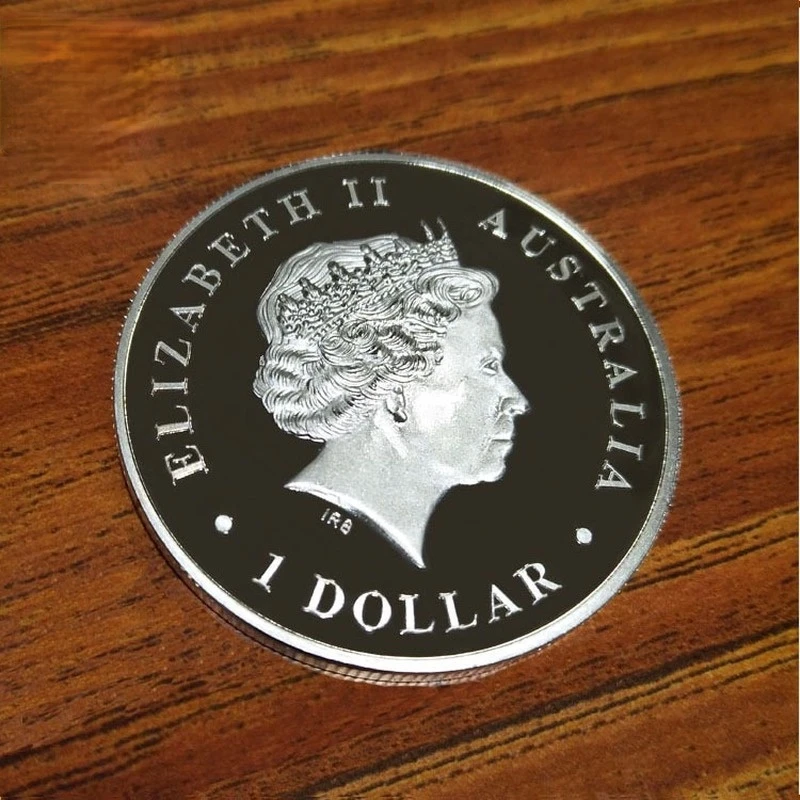 ELIZABETH II
AUSTRALIA
IRB
1 DOLLAR